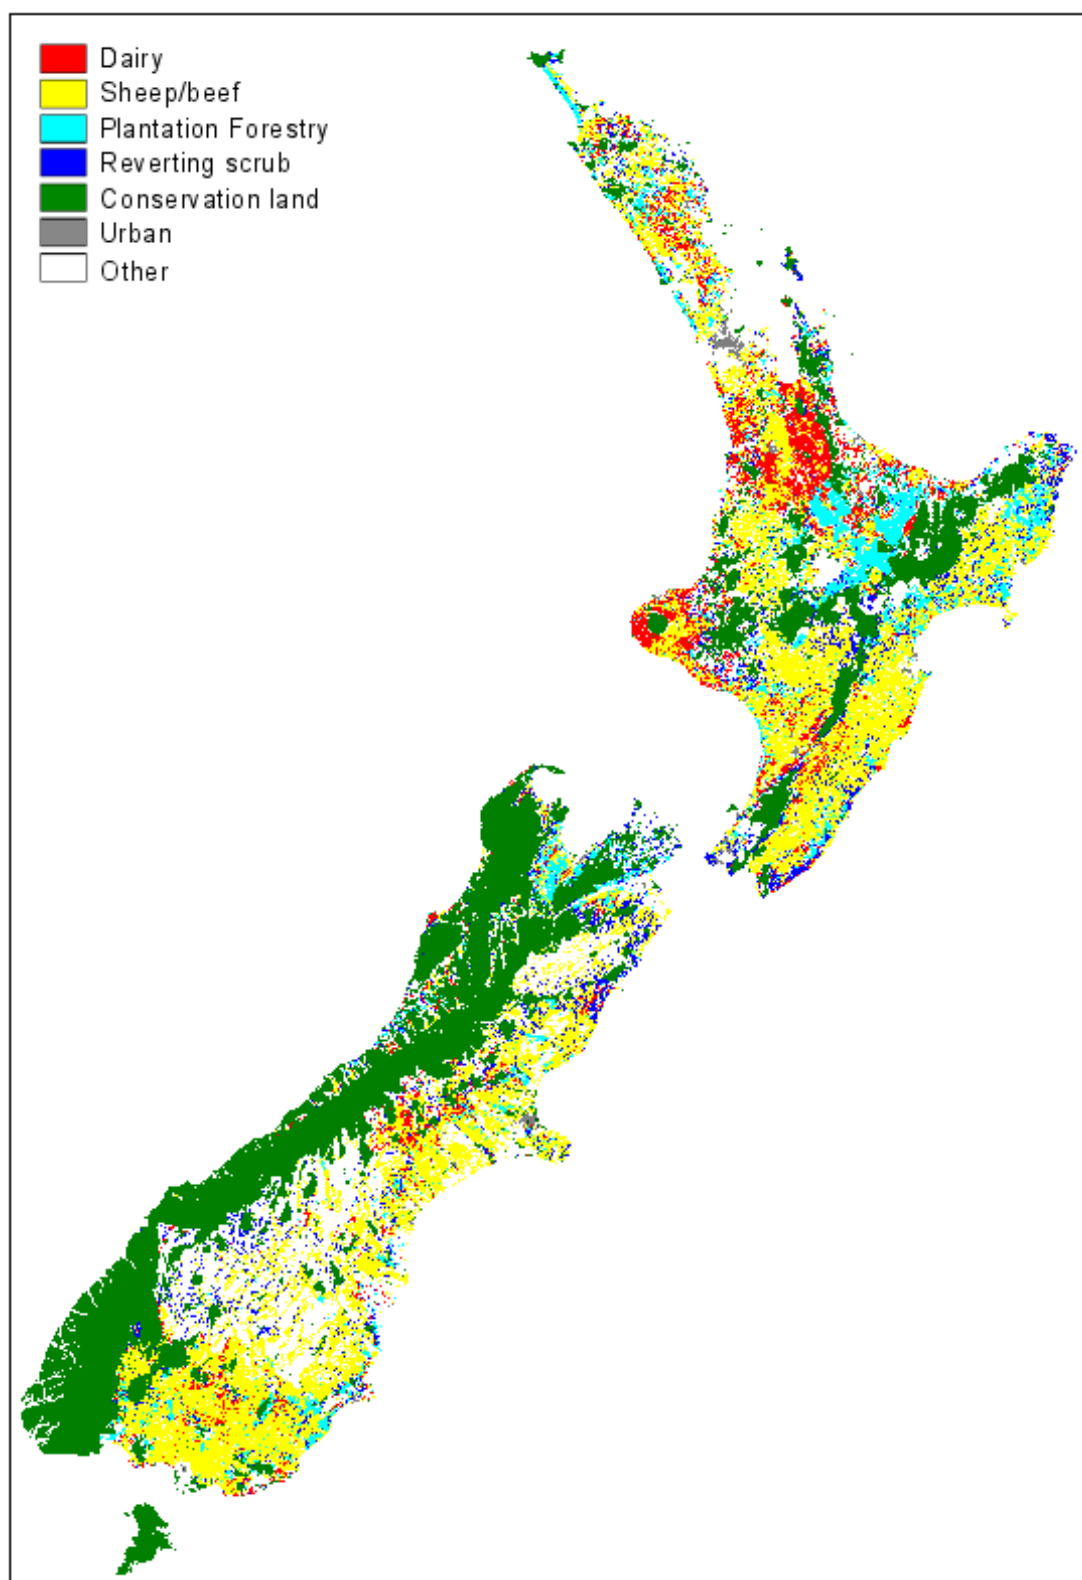 Dairy
Sheep/beef
Plantation Forestry
Reverting scrub
Conservation land
Urban
Other